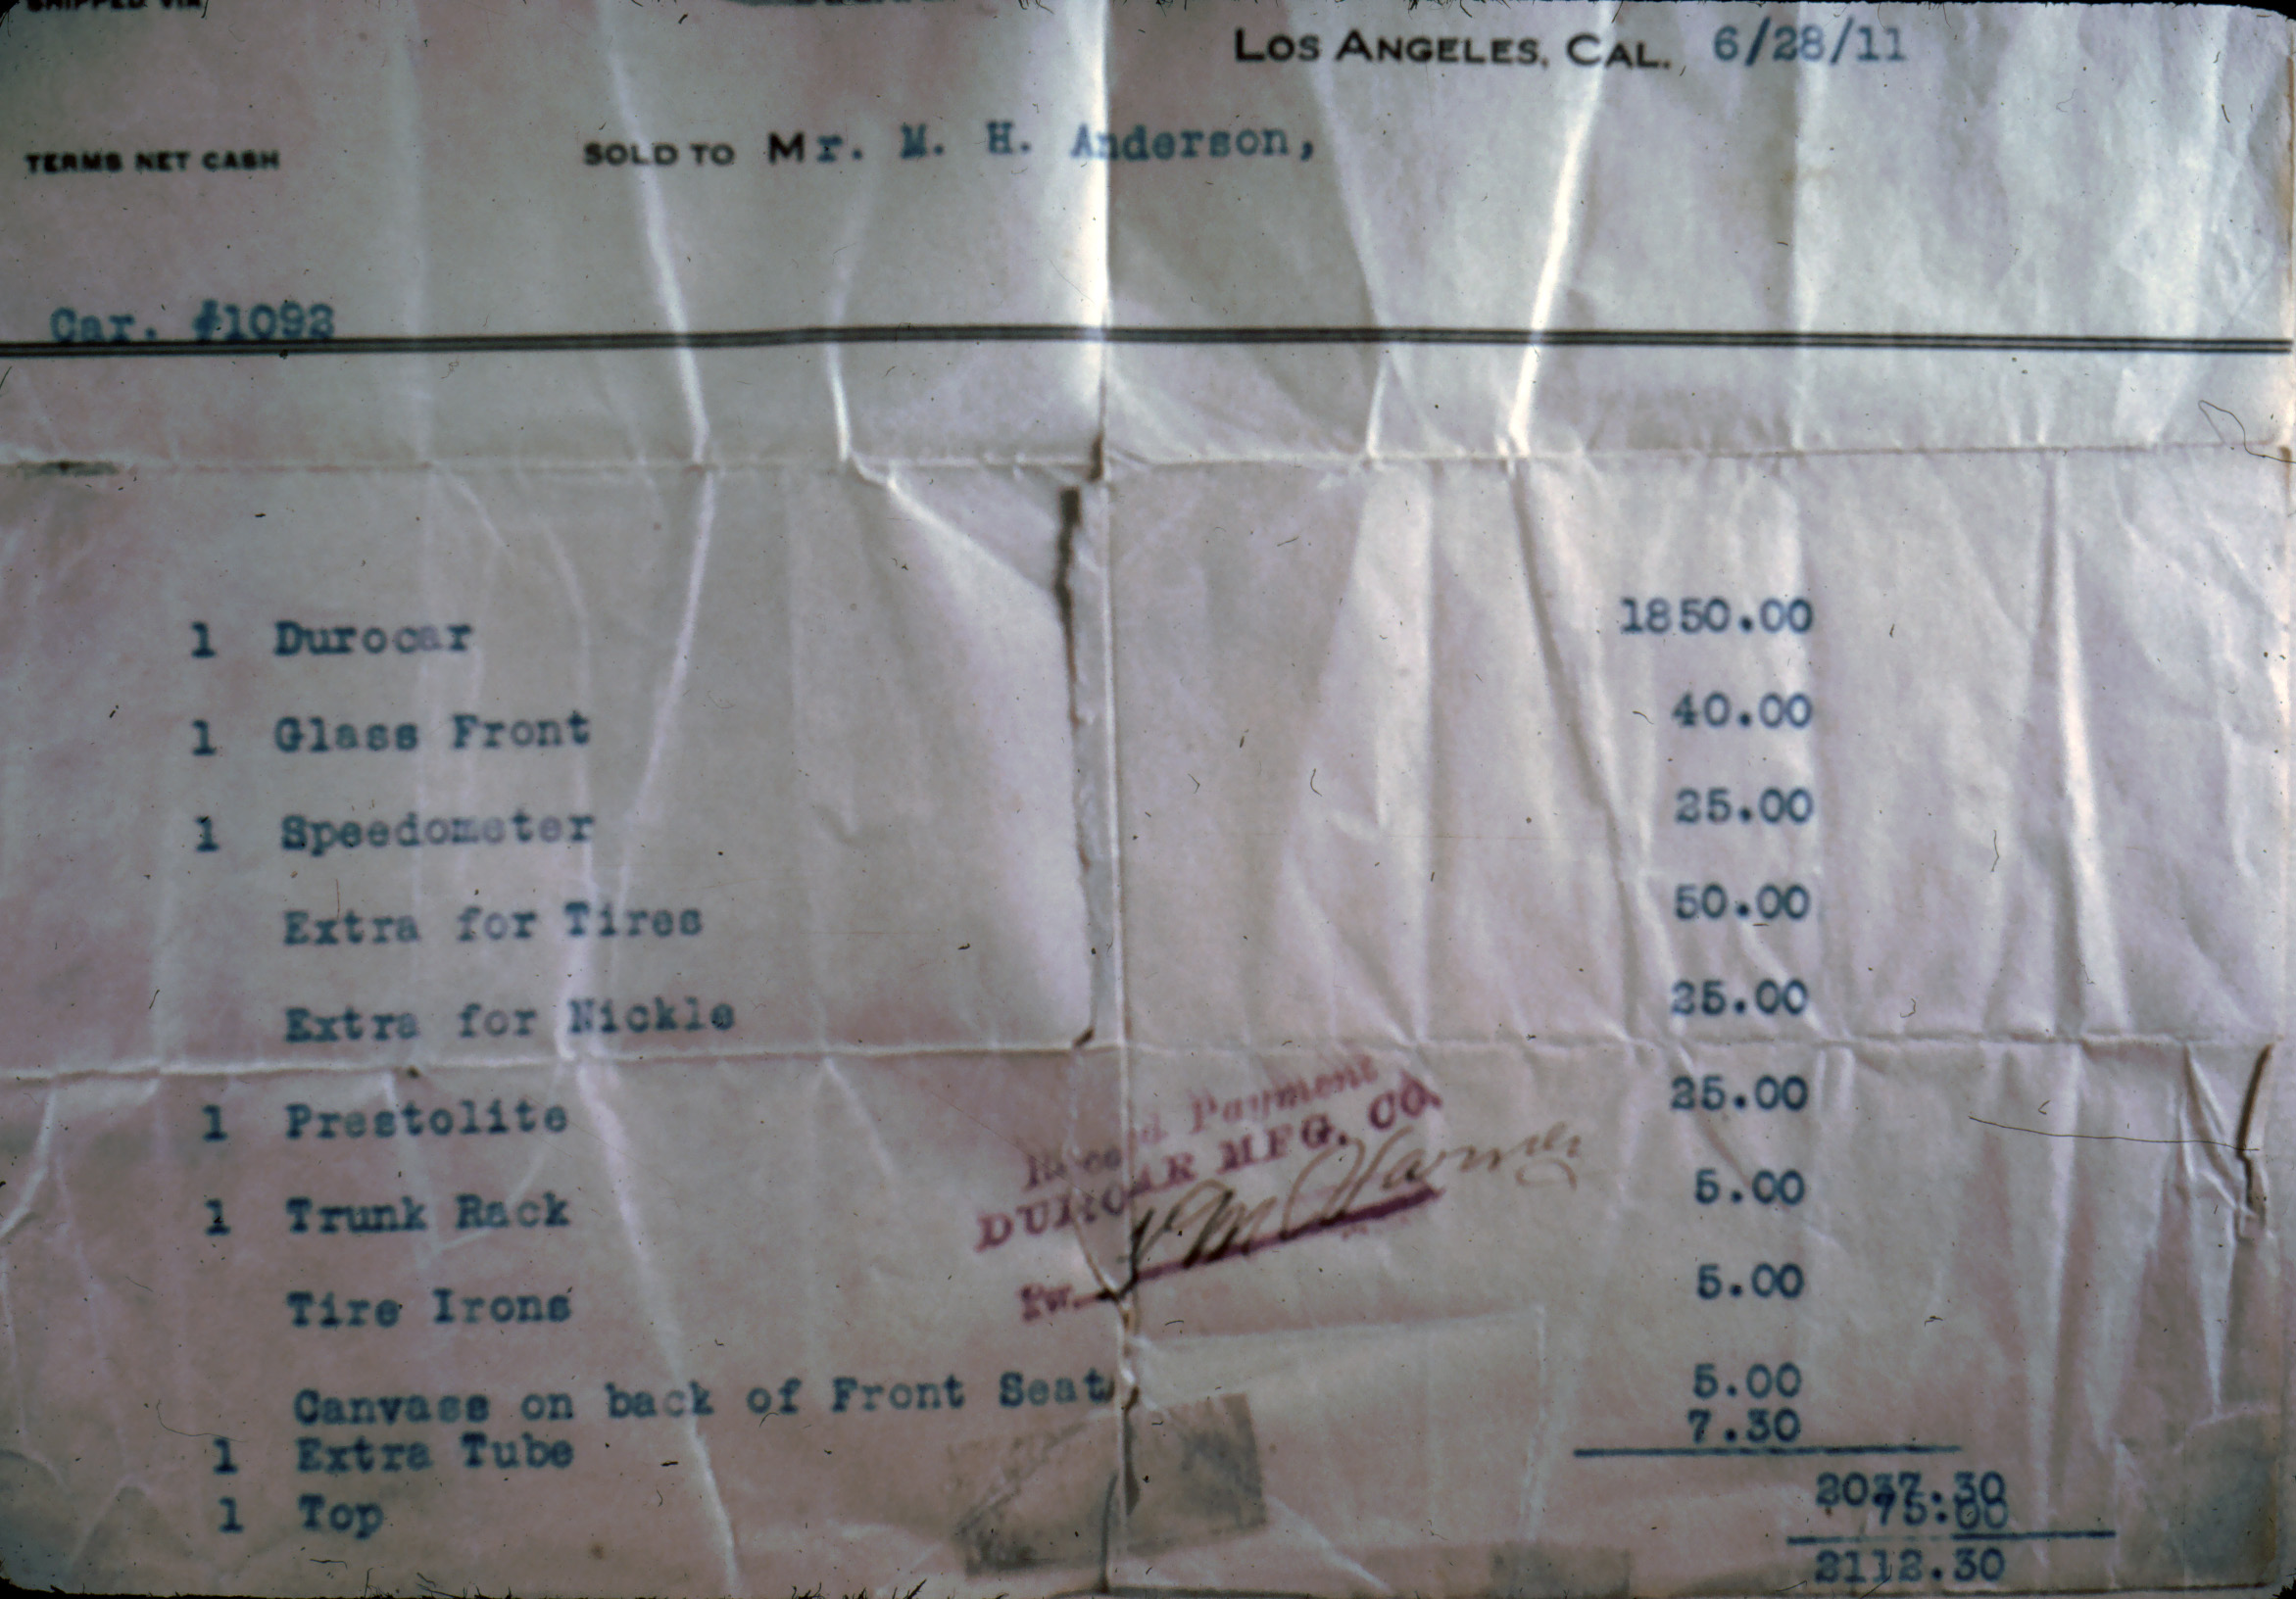 SHIPPED VIA
LOS ANGELES, CAL., 6/28/11
TERMS NET CASH SOLD TO Mr. M. H. Anderson,
Car. #1092
1 Durocar 1850.00
1 Glass Front 40.00
1 Speedometer 25.00
Extra for Tires 50.00
Extra for Nickle 25.00
1 Prestolite 25.00
1 Trunk Rack 5.00
Tire Irons 5.00
Canvass on back of Front Seat 5.00
1 Extra Tube 7.30
2037.30
1 Top 75.00
2112.30
Payment
DUROCAR MFG. CO.